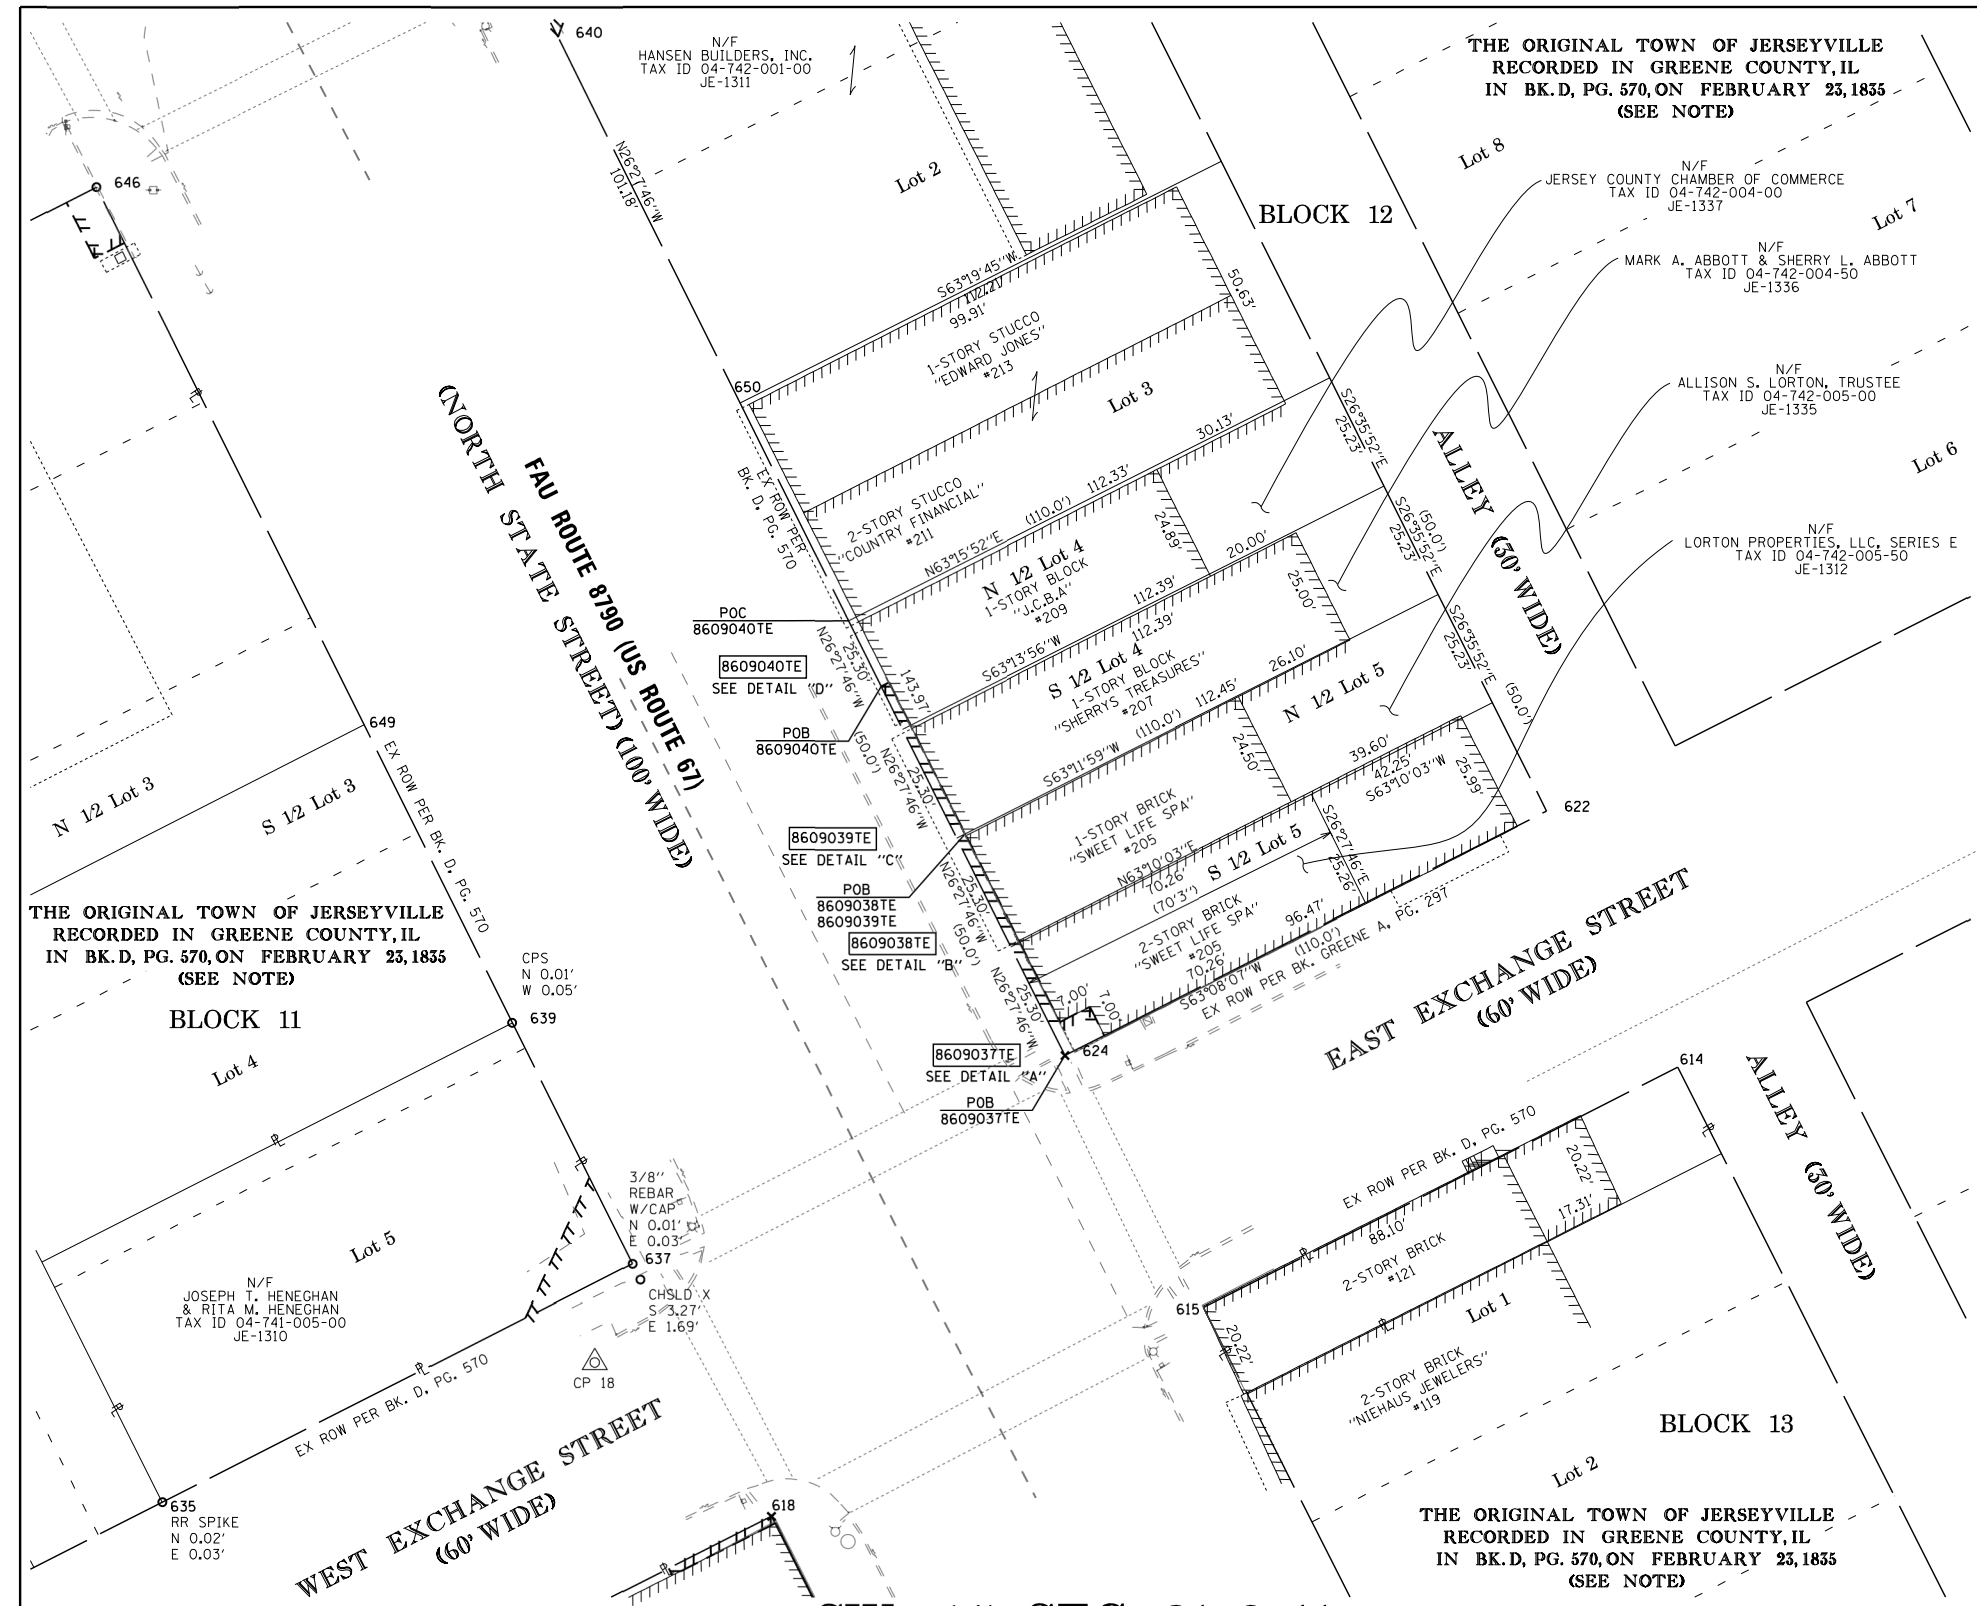 640
N/F
HANSEN BUILDERS, INC.
TAX ID 04-742-001-00
JE-1311
THE ORIGINAL TOWN OF JERSEYVILLE
RECORDED IN GREENE COUNTY, IL
IN BK. D, PG. 570, ON FEBRUARY 23, 1835
(SEE NOTE)
646
N26°27'46"W
101.18'
Lot 2
Lot 8
BLOCK 12
N/F
JERSEY COUNTY CHAMBER OF COMMERCE
TAX ID 04-742-004-00
JE-1337
Lot 7
N/F
MARK A. ABBOTT & SHERRY L. ABBOTT
TAX ID 04-742-004-50
JE-1336
S63°19'45"W
99.91'
50.63'
1-STORY STUCCO
"EDWARD JONES"
#213
Lot 3
650
N/F
ALLISON S. LORTON, TRUSTEE
TAX ID 04-742-005-00
JE-1335
Lot 6
ALLEY
(30' WIDE)
S26°35'52"E
25.23'
30.13'
(NORTH STATE STREET) (100' WIDE)
FAU ROUTE 8790 (US ROUTE 67)
EX ROW PER
BK. D. PG. 570
2-STORY STUCCO
"COUNTRY FINANCIAL"
#211
N63°15'52"E
(110.0')
112.33'
24.89'
S26°35'52"E
25.23'
(50.0')
N/F
LORTON PROPERTIES, LLC, SERIES E
TAX ID 04-742-005-50
JE-1312
N 1/2 Lot 4
1-STORY BLOCK
"J.C.B.A"
#209
20.00'
112.39'
25.00'
POC
8609040TE
8609040TE
SEE DETAIL "D"
N26°27'46"W
25.30'
143.97'
S63°13'56"W
112.39'
S 1/2 Lot 4
1-STORY BLOCK
"SHERRYS TREASURES"
#207
26.10'
S26°35'52"E
25.23'
(50.0')
649
POB
8609040TE
(50.0')
N26°27'46"W
25.30'
S63°11'59"W
(110.0')
112.45'
N 1/2 Lot 5
24.50'
39.60'
42.25'
S63°10'03"W
25.99'
622
N 1/2 Lot 3
S 1/2 Lot 3
EX ROW PER BK. D. PG. 570
8609039TE
SEE DETAIL "C"
1-STORY BRICK
"SWEET LIFE SPA"
#205
S26°27'46"E
25.26'
POB
8609038TE
8609039TE
8609038TE
SEE DETAIL "B"
25.30'
N26°27'46"W
(50.0')
N63°10'03"E
70.26'
(70'3")
S 1/2 Lot 5
2-STORY BRICK
"SWEET LIFE SPA"
#205
70.26'
96.47'
(110.0')
S63°08'07"W
EX ROW PER BK. GREENE A, PG. 297
THE ORIGINAL TOWN OF JERSEYVILLE
RECORDED IN GREENE COUNTY, IL
IN BK. D, PG. 570, ON FEBRUARY 23, 1835
(SEE NOTE)
BLOCK 11
CPS
N 0.01'
W 0.05'
639
N26°27'46"W
25.30'
7.00'
7.00'
624
8609037TE
SEE DETAIL "A"
POB
8609037TE
EAST EXCHANGE STREET
(60' WIDE)
Lot 4
614
ALLEY (30' WIDE)
EX ROW PER BK. D, PG. 570
20.22'
17.31'
88.10'
2-STORY BRICK
#121
Lot 1
615
20.22'
3/8"
REBAR
W/CAP
N 0.01'
E 0.03'
637
CHSLD X
S 3.27'
E 1.69'
Lot 5
N/F
JOSEPH T. HENEGHAN
& RITA M. HENEGHAN
TAX ID 04-741-005-00
JE-1310
CP 18
EX ROW PER BK. D, PG. 570
2-STORY BRICK
"NIEHAUS JEWELERS"
#119
BLOCK 13
Lot 2
WEST EXCHANGE STREET
(60' WIDE)
635
RR SPIKE
N 0.02'
E 0.03'
618
THE ORIGINAL TOWN OF JERSEYVILLE
RECORDED IN GREENE COUNTY, IL
IN BK. D, PG. 570, ON FEBRUARY 23, 1835
(SEE NOTE)